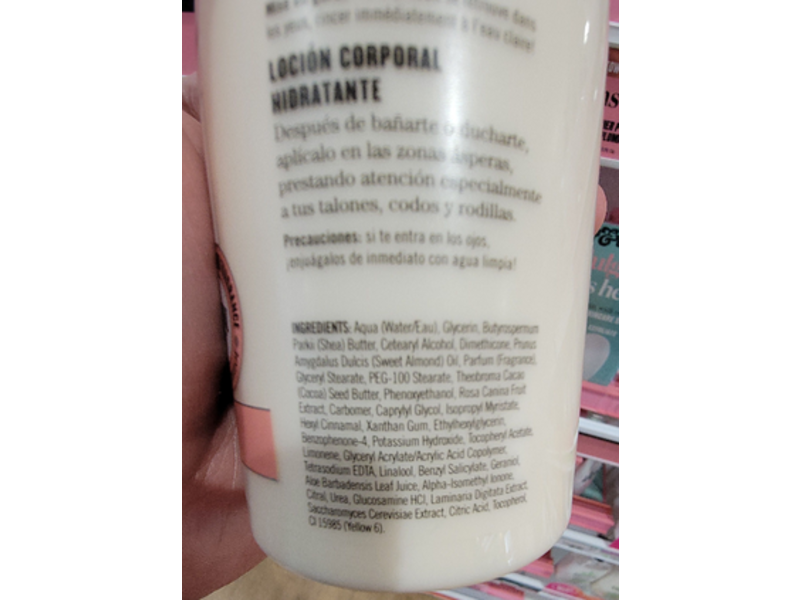 les yeux, rincer immédiatement à l'eau claire!
LOCIÓN CORPORAL
HIDRATANTE
Después de bañarte o ducharte,
aplícalo en las zonas ásperas,
prestando atención especialmente
a tus talones, codos y rodillas.
Precauciones: si te entra en los ojos,
¡enjuágalos de inmediato con agua limpia!
INGREDIENTS: Aqua (Water/Eau), Glycerin, Butyrospermum
Parkii (Shea) Butter, Cetearyl Alcohol, Dimethicone, Prunus
Amygdalus Dulcis (Sweet Almond) Oil, Parfum (Fragrance),
Glyceryl Stearate, PEG-100 Stearate, Theobroma Cacao
(Cocoa) Seed Butter, Phenoxyethanol, Rosa Canina Fruit
Extract, Carbomer, Caprylyl Glycol, Isopropyl Myristate,
Hexyl Cinnamal, Xanthan Gum, Ethylhexylglycerin,
Benzophenone-4, Potassium Hydroxide, Tocopheryl Acetate,
Limonene, Glyceryl Acrylate/Acrylic Acid Copolymer,
Tetrasodium EDTA, Linalool, Benzyl Salicylate, Geraniol,
Aloe Barbadensis Leaf Juice, Alpha-Isomethyl Ionone,
Citral, Urea, Glucosamine HCl, Laminaria Digitata Extract,
Saccharomyces Cerevisiae Extract, Citric Acid, Tocopherol,
CI 15985 (Yellow 6).